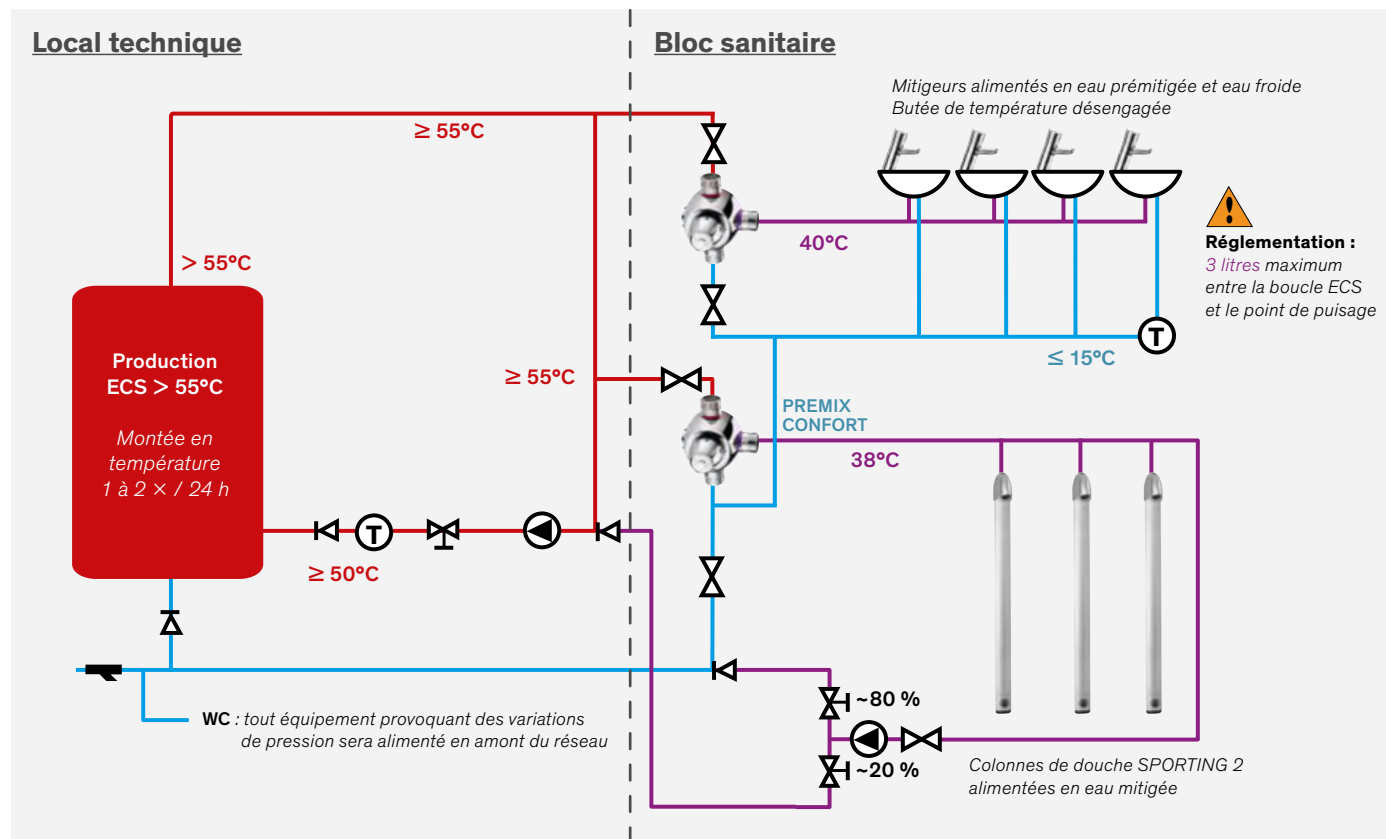 Local technique
Bloc sanitaire
Mitigeurs alimentés en eau prémitigée et eau froide
Butée de température désengagée
≥ 55°C
40°C
Réglementation :
3 litres maximum
entre la boucle ECS
et le point de puisage
> 55°C
T
≤ 15°C
Production
ECS > 55°C
Montée en
température
1 à 2 × / 24 h
≥ 55°C
PREMIX
CONFORT
38°C
T
≥ 50°C
~80 %
WC : tout équipement provoquant des variations
de pression sera alimenté en amont du réseau
~20 %
Colonnes de douche SPORTING 2
alimentées en eau mitigée